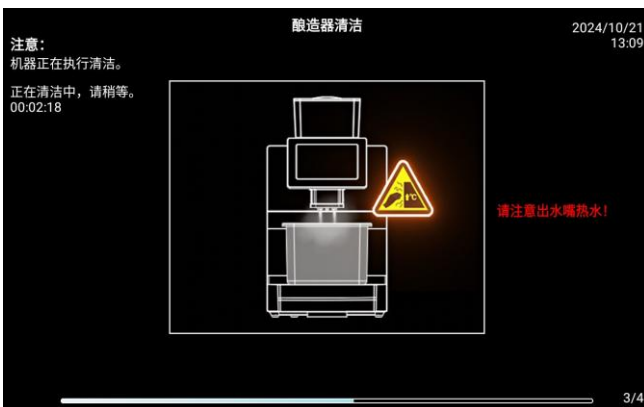 酿造器清洁
2024/10/21
13:09
注意：
机器正在执行清洁。
正在清洁中，请稍等。
00:02:18
℃
请注意出水嘴热水！
3/4